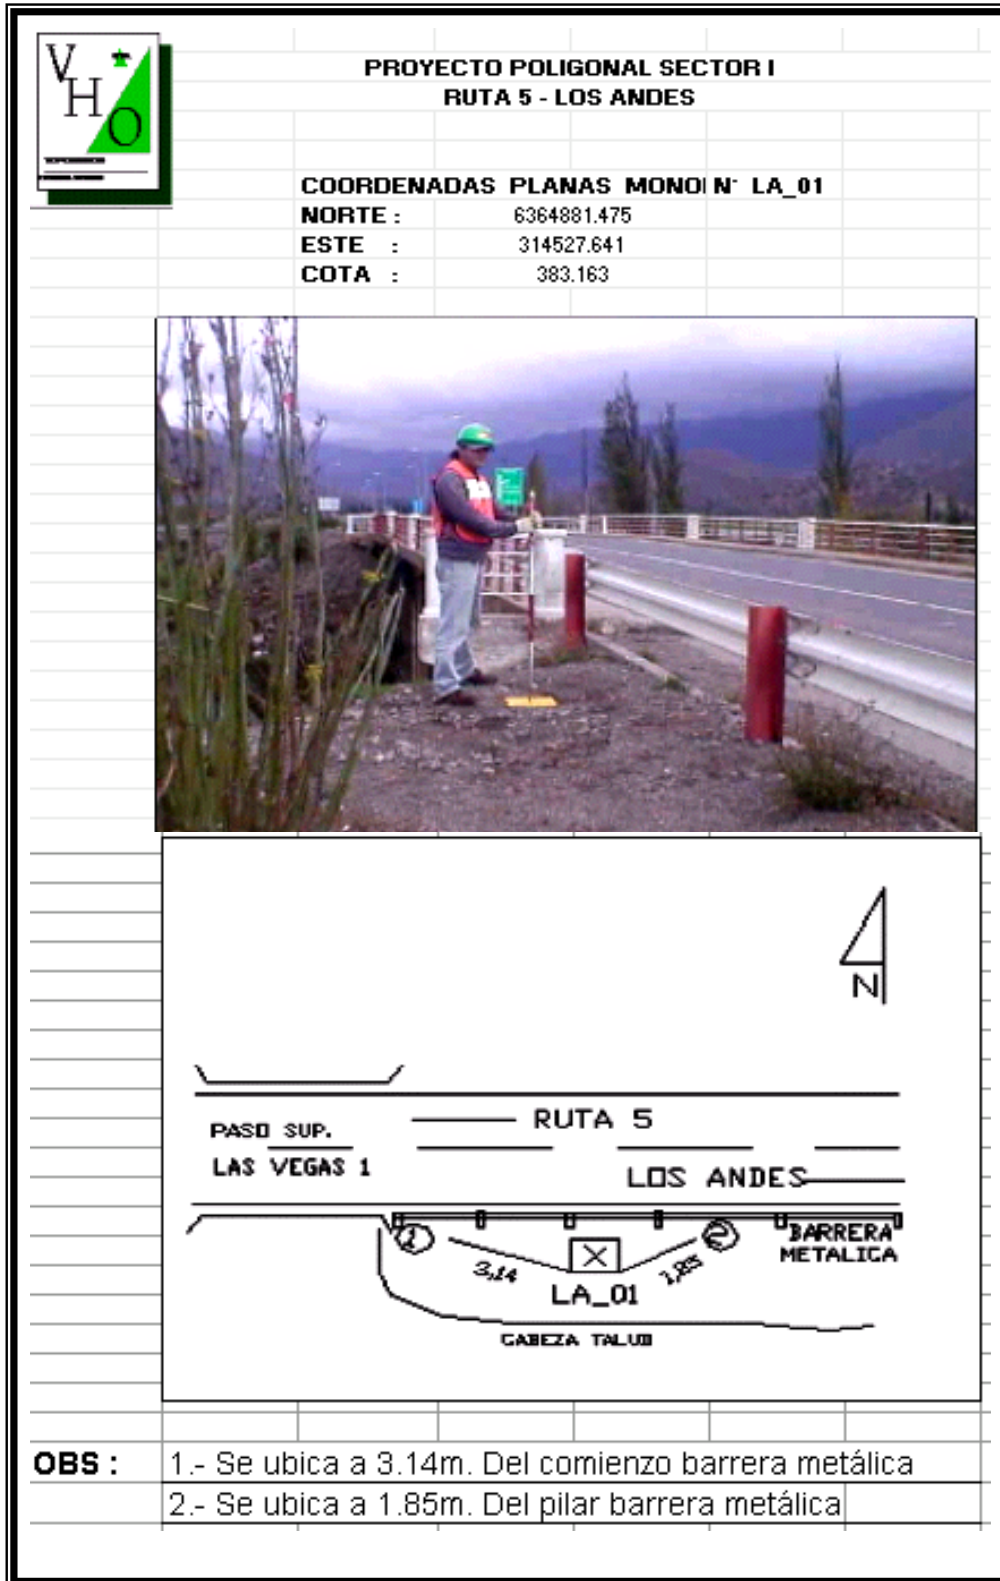 VHO
PROYECTO POLIGONAL SECTOR I
RUTA 5 - LOS ANDES
COORDENADAS PLANAS MONO N° LA_01
NORTE : 6364881.475
ESTE : 314527.641
COTA : 383.163
N
PASO SUP.
LAS VEGAS 1
RUTA 5
LOS ANDES
1
2
BARRERA
METALICA
3,14
1,85
LA_01
CABEZA TALUD
OBS : 1.- Se ubica a 3.14m. Del comienzo barrera metálica
2.- Se ubica a 1.85m. Del pilar barrera metálica